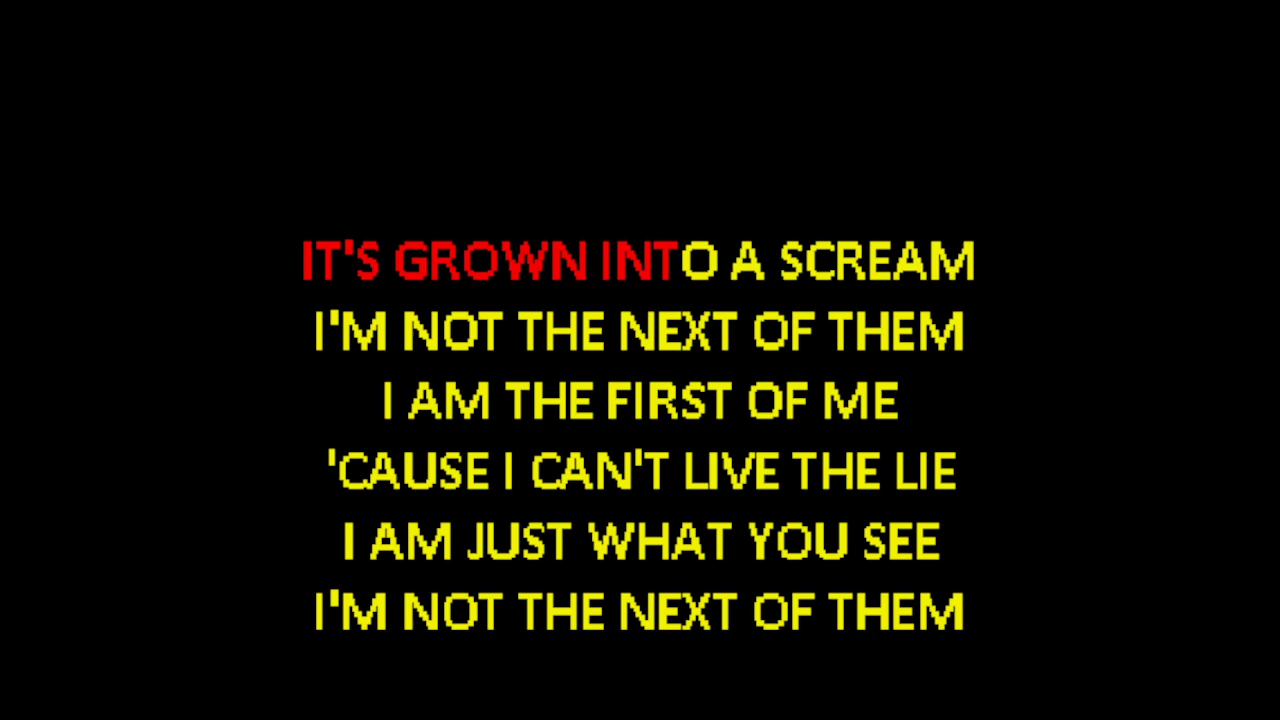 IT'S GROWN INTO A SCREAM
I'M NOT THE NEXT OF THEM
I AM THE FIRST OF ME
'CAUSE I CAN'T LIVE THE LIE
I AM JUST WHAT YOU SEE
I'M NOT THE NEXT OF THEM